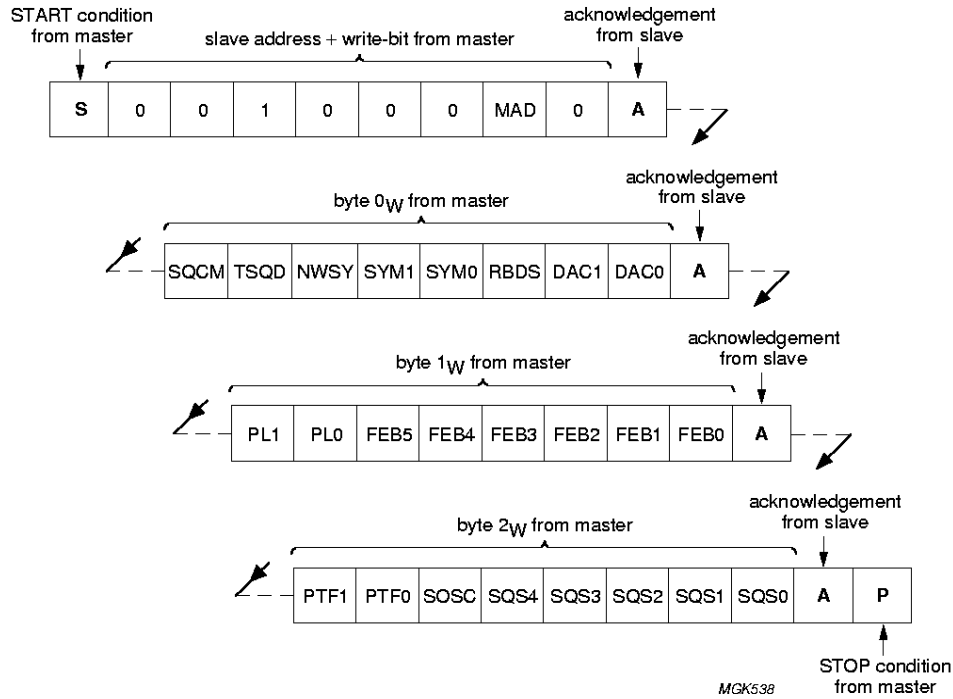 START condition
from master
slave address + write-bit from master
acknowledgement
from slave
S 0 0 1 0 0 0 0 MAD 0 A
byte 0W from master
acknowledgement
from slave
SQCM TSQD NWSY SYM1 SYM0 RBDS DAC1 DAC0 A
byte 1W from master
acknowledgement
from slave
PL1 PL0 FEB5 FEB4 FEB3 FEB2 FEB1 FEB0 A
byte 2W from master
acknowledgement
from slave
PTF1 PTF0 SOSC SQS4 SQS3 SQS2 SQS1 SQS0 A P
STOP condition
from master
MGK538